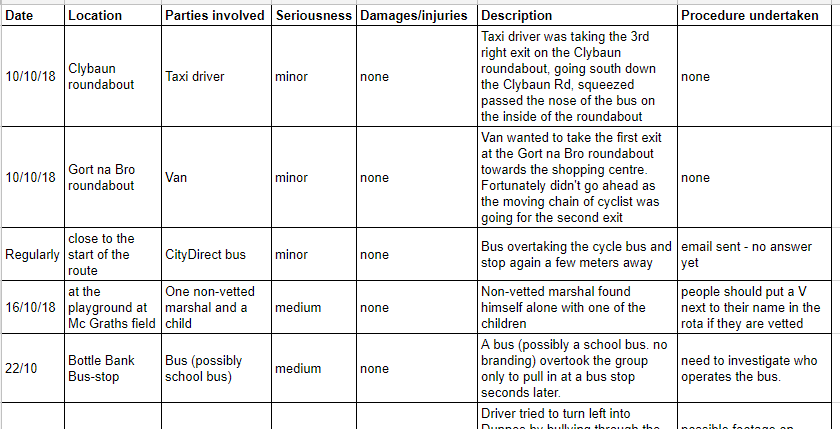 Date Location Parties involved Seriousness Damages/injuries Description Procedure undertaken
10/10/18
Clybaun
roundabout
Taxi driver
minor
none
Taxi driver was taking the 3rd
right exit on the Clybaun
roundabout, going south down
the Clybaun Rd, squeezed
passed the nose of the bus on
the inside of the roundabout
none
10/10/18
Gort na Bro
roundabout
Van
minor
none
Van wanted to take the first exit
at the Gort na Bro roundabout
towards the shopping centre.
Fortunately didn't go ahead as
the moving chain of cyclist was
going for the second exit
none
Regularly
close to the
start of the
route
CityDirect bus
minor
none
Bus overtaking the cycle bus and
stop again a few meters away
email sent - no answer
yet
16/10/18
at the
playground at
Mc Graths field
One non-vetted
marshal and a
child
medium
none
Non-vetted marshal found
himself alone with one of the
children
people should put a V
next to their name in the
rota if they are vetted
22/10
Bottle Bank
Bus-stop
Bus (possibly
school bus)
medium
none
A bus (possibly a school bus. no
branding) overtook the group
only to pull in at a bus stop
seconds later.
need to investigate who
operates the bus.
Driver tried to turn left into
Dunnes by bullying through the
possible footage on